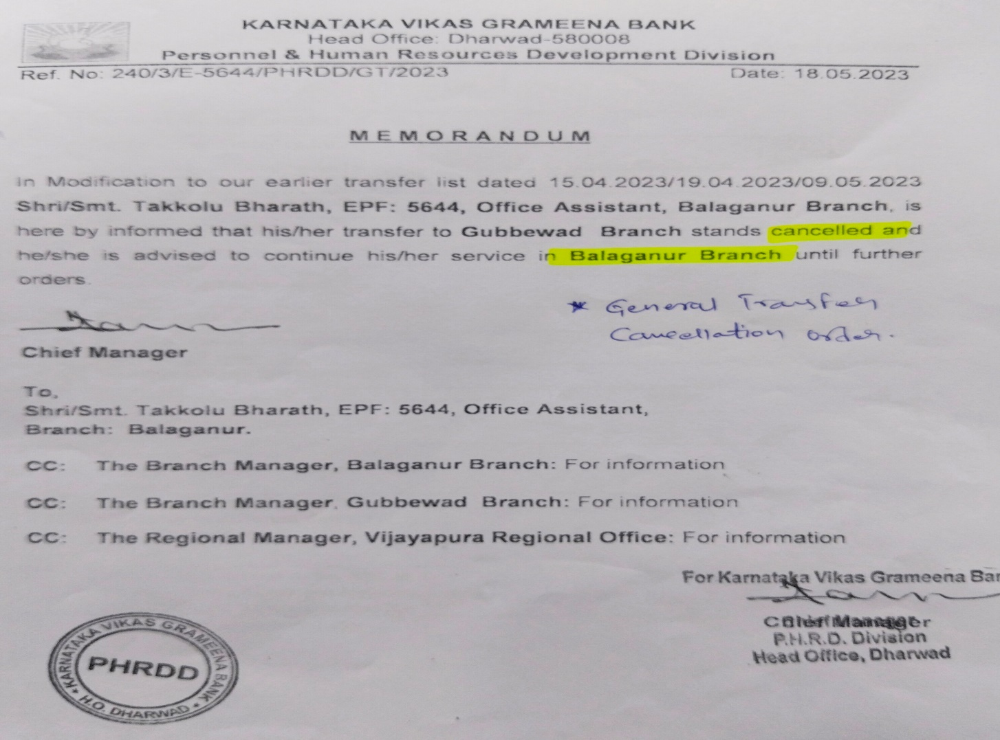 KARNATAKA VIKAS GRAMEENA BANK
Head Office: Dharwad-580008
Personnel & Human Resources Development Division
Ref. No: 240/3/E-5644/PHRDD/GT/2023 Date: 18.05.2023
MEMORANDUM
In Modification to our earlier transfer list dated 15.04.2023/19.04.2023/09.05.2023
Shri/Smt. Takkolu Bharath, EPF: 5644, Office Assistant, Balaganur Branch, is
here by informed that his/her transfer to Gubbewad Branch stands cancelled and
he/she is advised to continue his/her service in Balaganur Branch until further
orders.
* General Transfer
Cancellation order.
Chief Manager
To,
Shri/Smt. Takkolu Bharath, EPF: 5644, Office Assistant,
Branch: Balaganur.
CC: The Branch Manager, Balaganur Branch: For information
CC: The Branch Manager, Gubbewad Branch: For information
CC: The Regional Manager, Vijayapura Regional Office: For information
For Karnataka Vikas Grameena Ban
Chief Manager
P.H.R.D. Division
Head Office, Dharwad
KARNATAKA VIKAS GRAMEENA BANK
PHRDD
H.O. DHARWAD